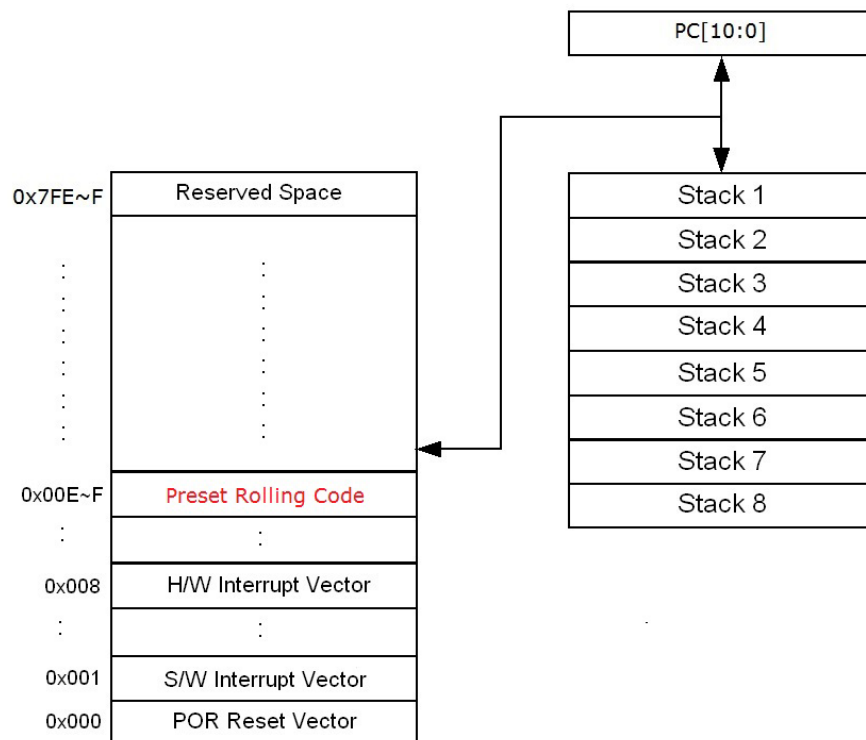 PC[10:0]
0x7FE~F
Reserved Space
Stack 1
Stack 2
Stack 3
Stack 4
Stack 5
Stack 6
Stack 7
Stack 8
0x00E~F
Preset Rolling Code
0x008
H/W Interrupt Vector
0x001
S/W Interrupt Vector
0x000
POR Reset Vector